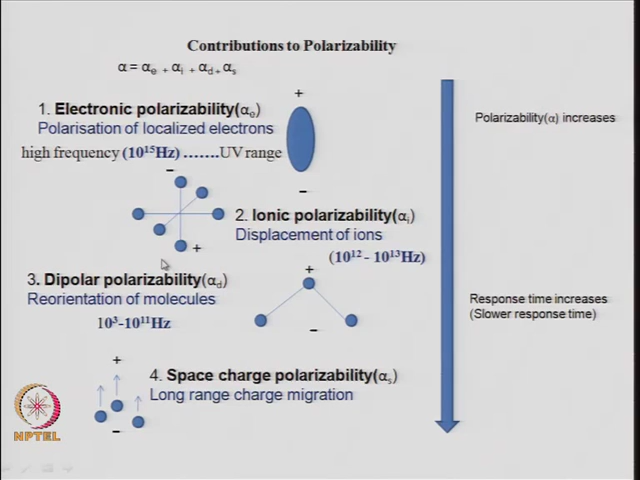 Contributions to Polarizability
α = αe + αi + αd + αs
1. Electronic polarizability(αo)
Polarisation of localized electrons
high frequency (10¹⁵Hz) .......UV range
+
−
Polarizability(α) increases
−
+
2. Ionic polarizability(αi)
Displacement of ions
(10¹² - 10¹³Hz)
3. Dipolar polarizability(αd)
Reorientation of molecules
10³-10¹¹Hz
+
−
Response time increases
(Slower response time)
+
−
4. Space charge polarizability(αs)
Long range charge migration
NPTEL